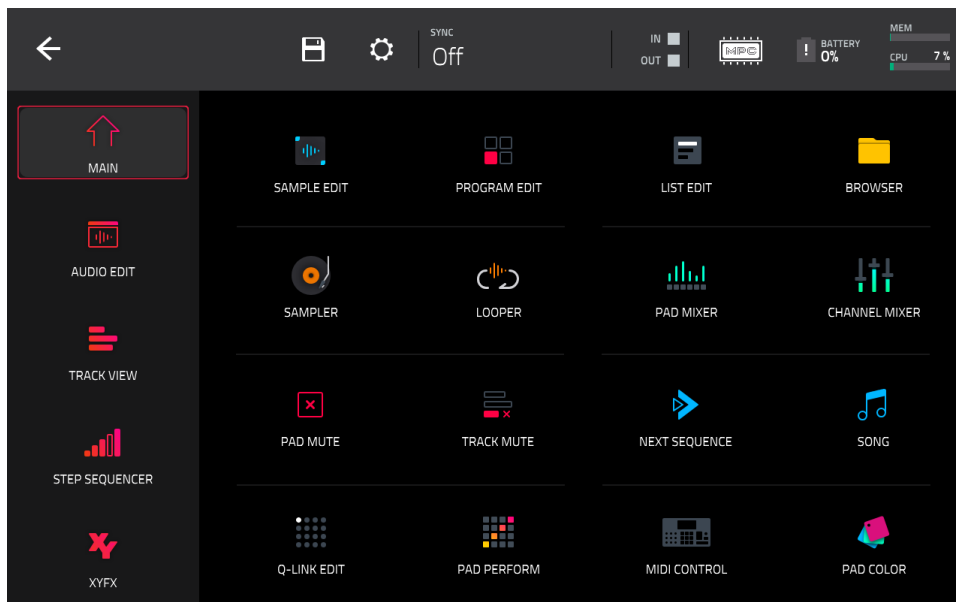 SYNC
Off
IN
OUT
MPC
!
BATTERY
0%
MEM
CPU 7 %
MAIN
AUDIO EDIT
TRACK VIEW
STEP SEQUENCER
XY
XYFX
SAMPLE EDIT
PROGRAM EDIT
LIST EDIT
BROWSER
SAMPLER
LOOPER
PAD MIXER
CHANNEL MIXER
PAD MUTE
TRACK MUTE
NEXT SEQUENCE
SONG
Q-LINK EDIT
PAD PERFORM
MIDI CONTROL
PAD COLOR